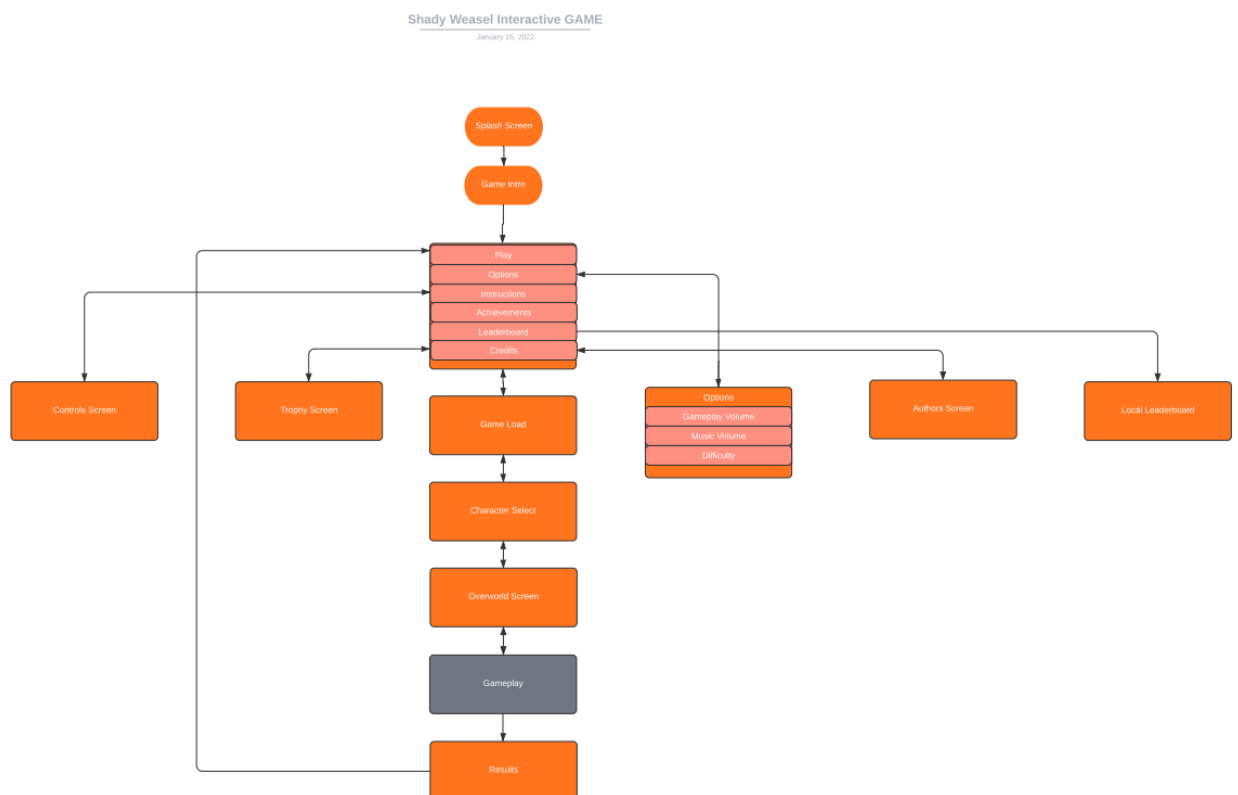 Shady Weasel Interactive GAME
January 15, 2022
Splash Screen
Game Intro
Play
Options
Instructions
Achievements
Leaderboard
Credits
Controls Screen
Trophy Screen
Game Load
Options
Gameplay Volume
Music Volume
Difficulty
Authors Screen
Local Leaderboard
Character Select
Overworld Screen
Gameplay
Results